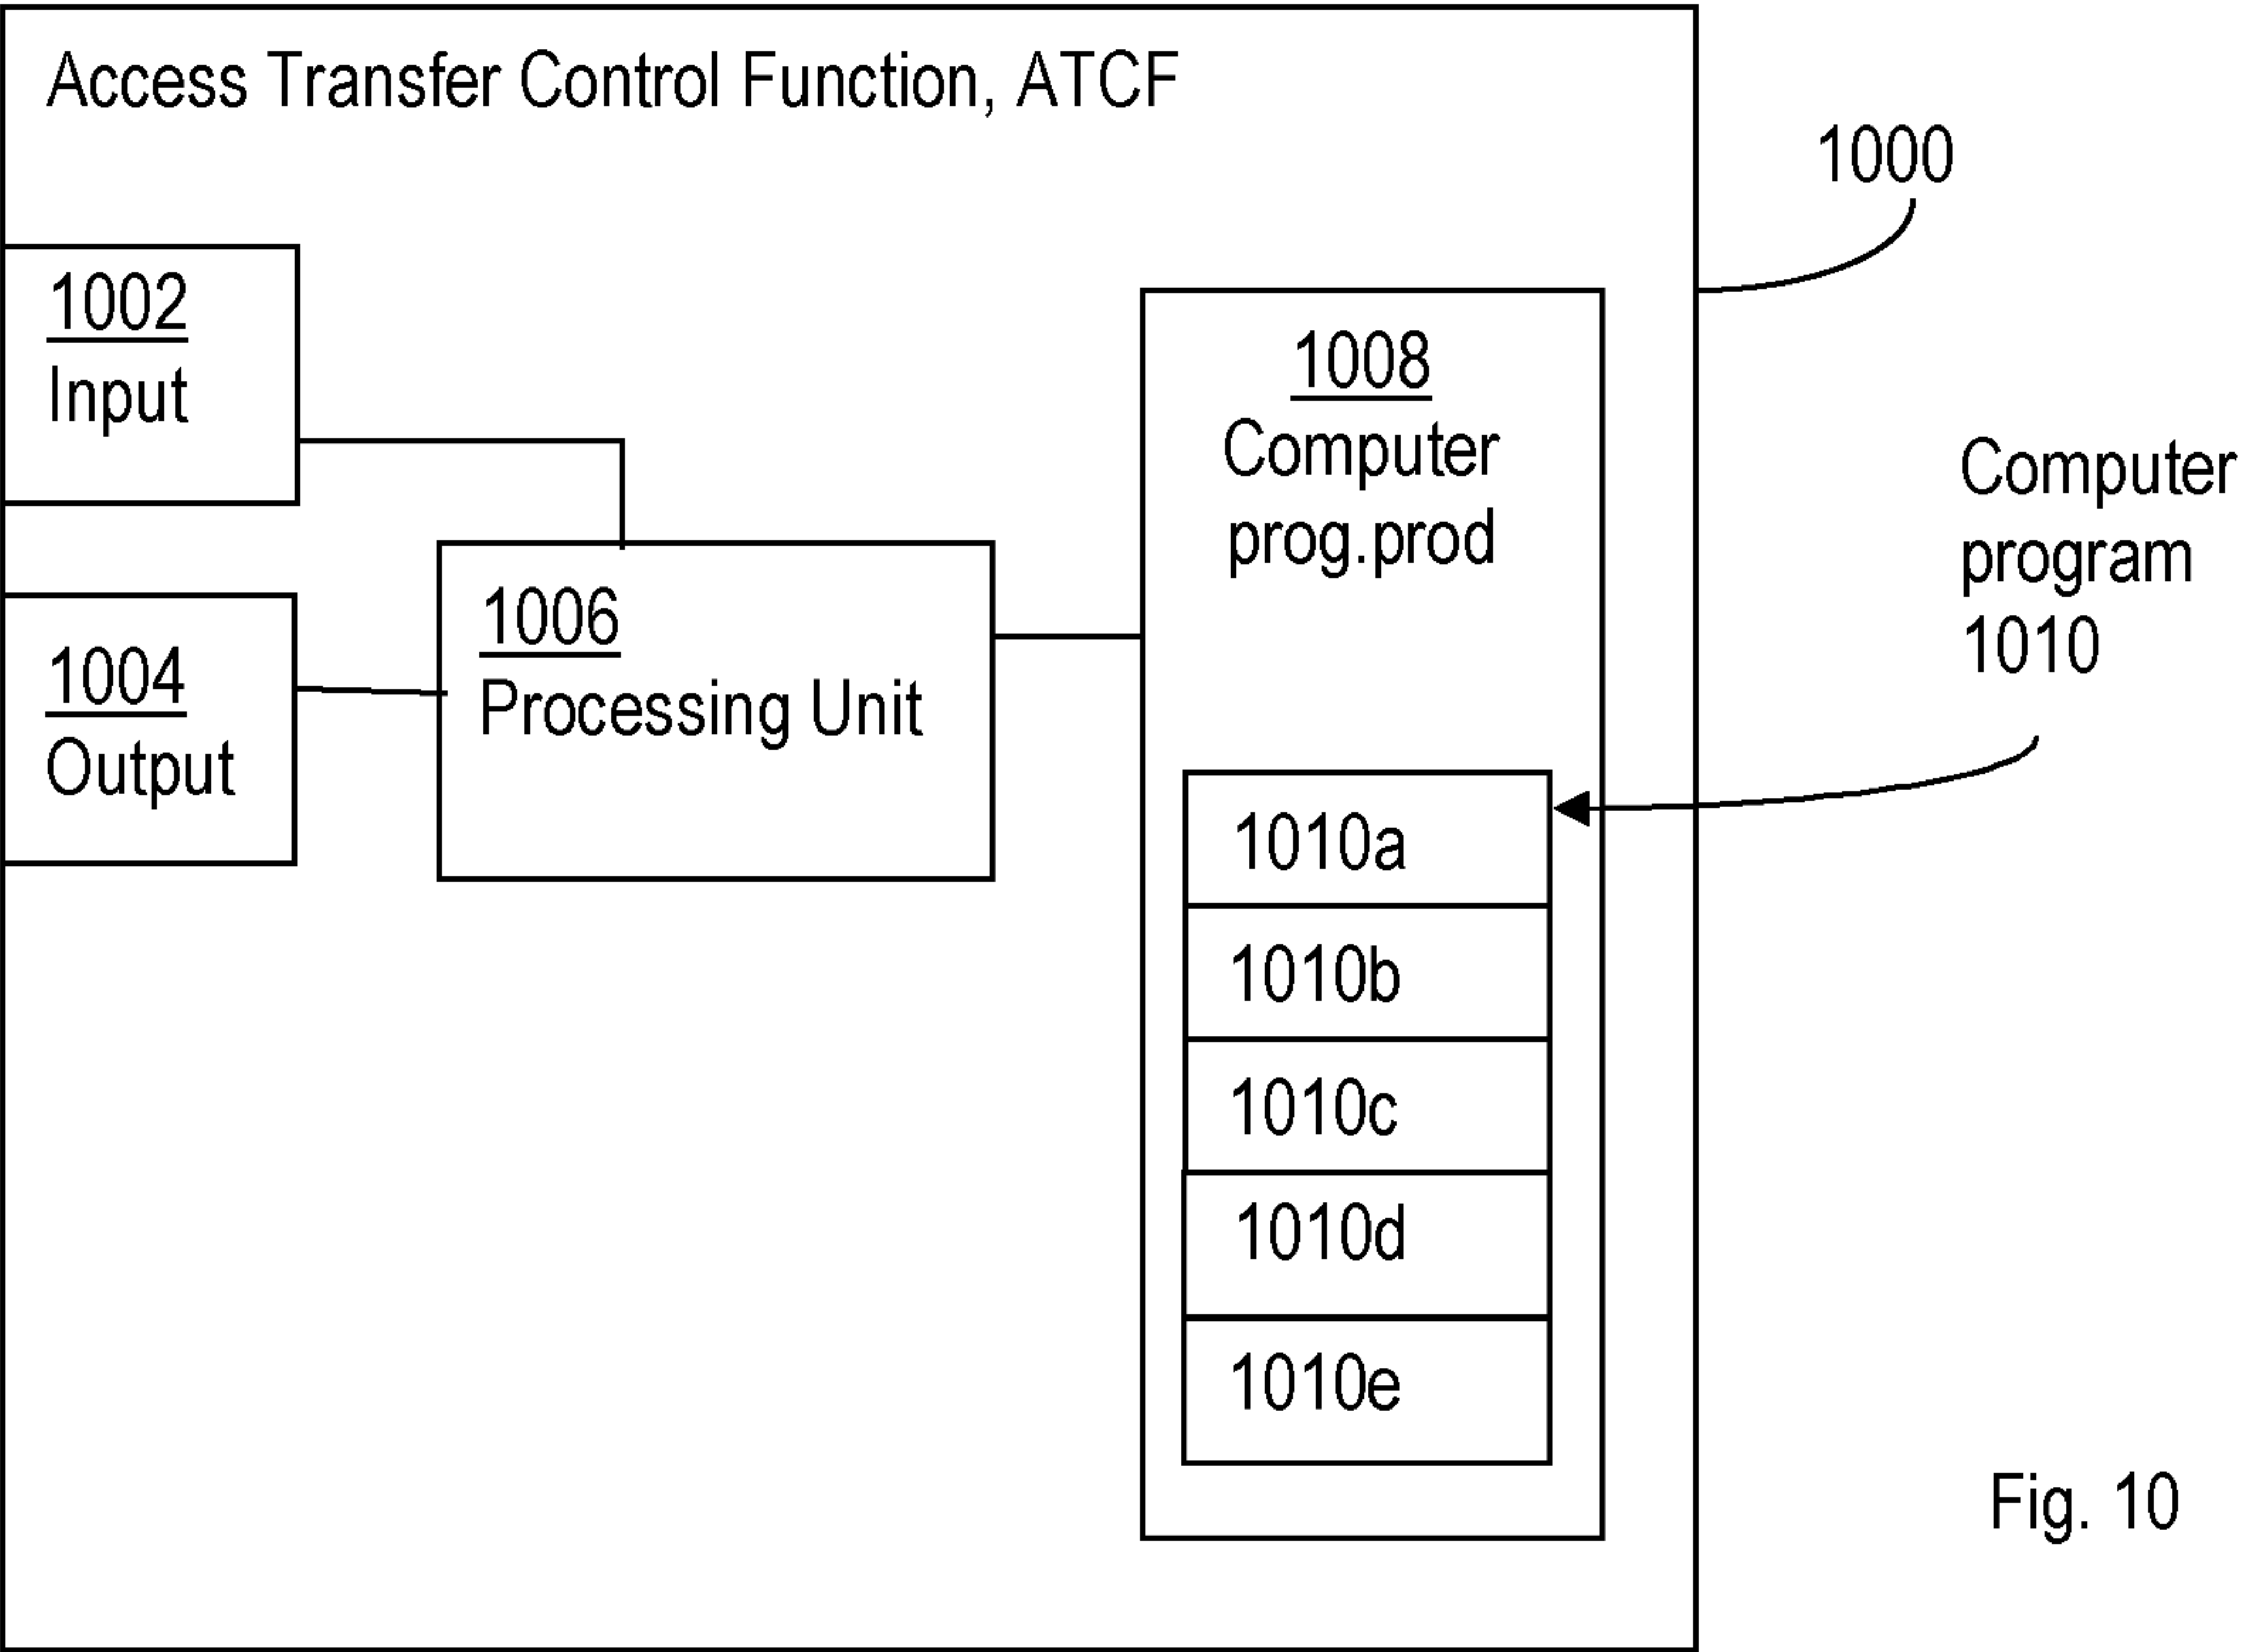 Access Transfer Control Function, ATCF
1000
1002
Input
1004
Output
1006
Processing Unit
1008
Computer
prog.prod
1010a
1010b
1010c
1010d
1010e
Computer
program
1010
Fig. 10